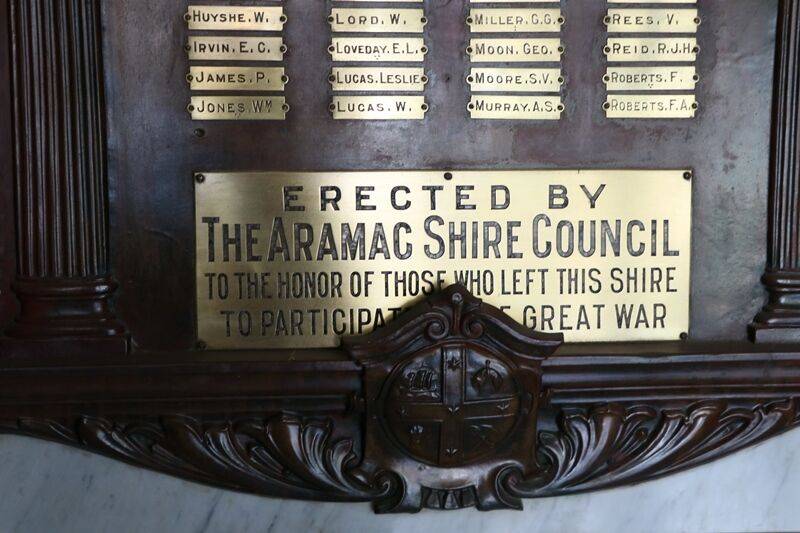 HUYSHE. W. LORD. W. MILLER. G.G. REES. V.
IRVIN. E. C. LOVEDAY. E.L. MOON. GEO. REID. R.J.H.
JAMES. P. LUCAS. LESLIE MOORE. S.V. ROBERTS. F.
JONES. WM LUCAS. W. MURRAY. A.S. ROBERTS. F.A.
ERECTED BY
THE ARAMAC SHIRE COUNCIL
TO THE HONOR OF THOSE WHO LEFT THIS SHIRE
TO GREAT WAR